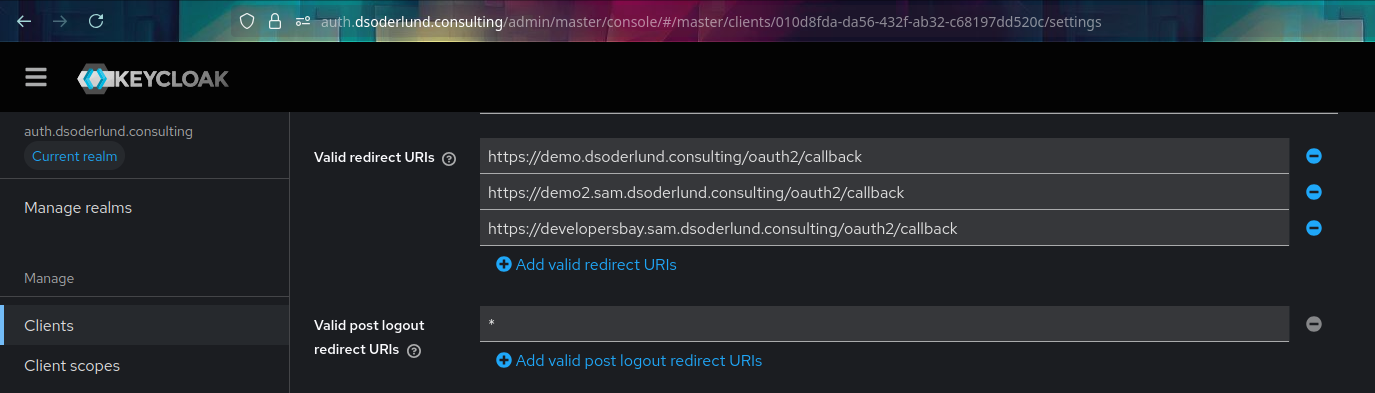 auth.dsoderlund.consulting/admin/master/console/#/master/clients/010d8fda-da56-432f-ab32-c68197dd520c/settings
KEYCLOAK
auth.dsoderlund.consulting
Current realm
Manage realms
Manage
Clients
Client scopes
Valid redirect URIs
https://demo.dsoderlund.consulting/oauth2/callback
https://demo2.sam.dsoderlund.consulting/oauth2/callback
https://developersbay.sam.dsoderlund.consulting/oauth2/callback
Add valid redirect URIs
Valid post logout
redirect URIs
*
Add valid post logout redirect URIs